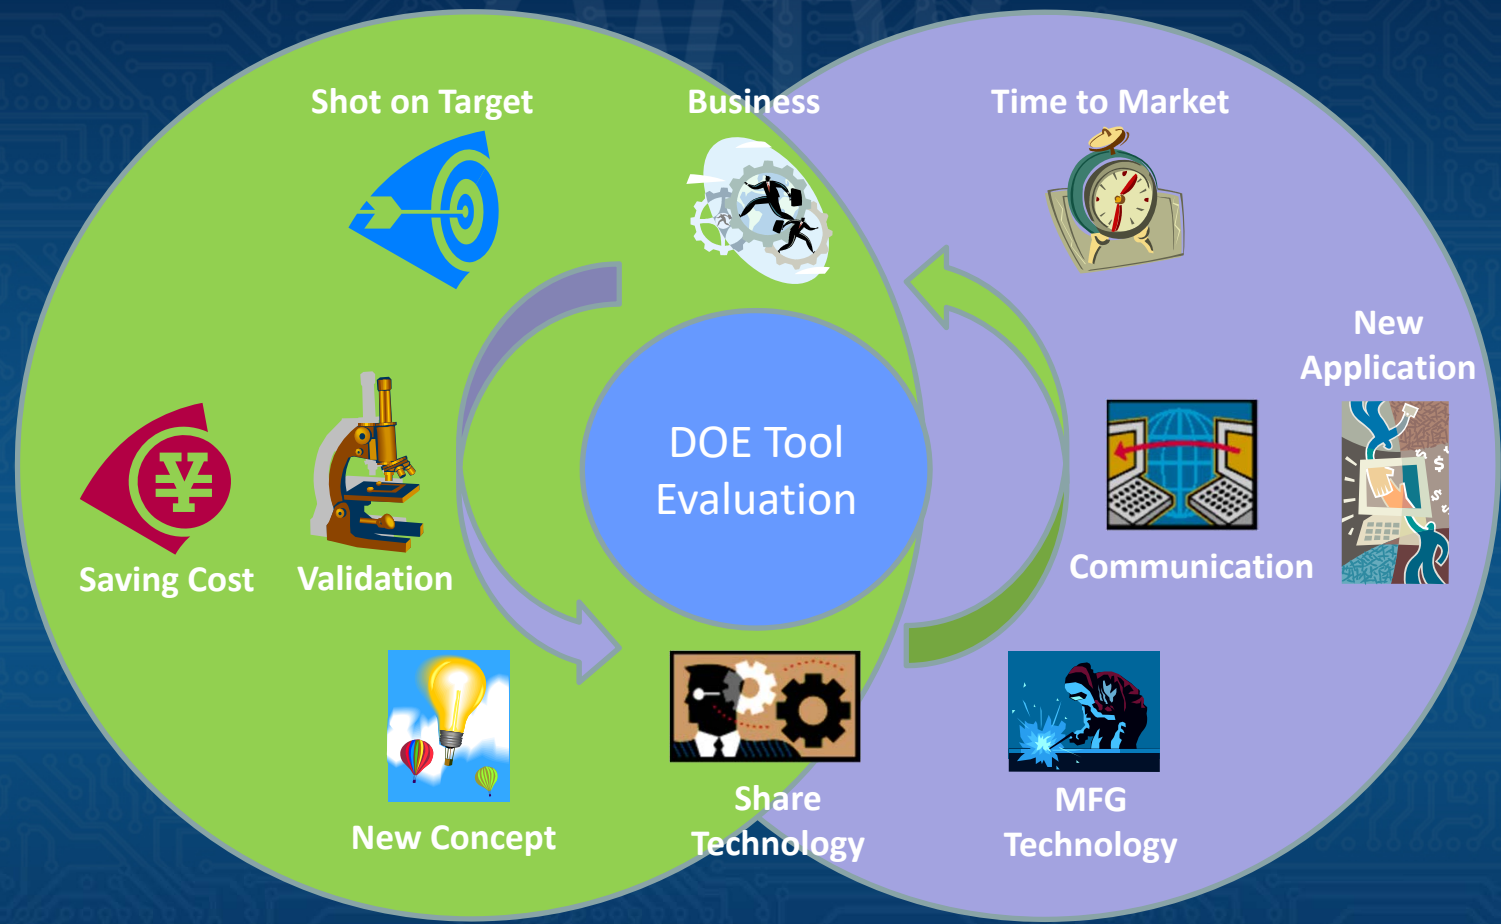 Shot on Target
Business
Time to Market
New
Application
DOE Tool
Evaluation
¥
$
$
$
Saving Cost
Validation
Communication
New Concept
Share
Technology
MFG
Technology